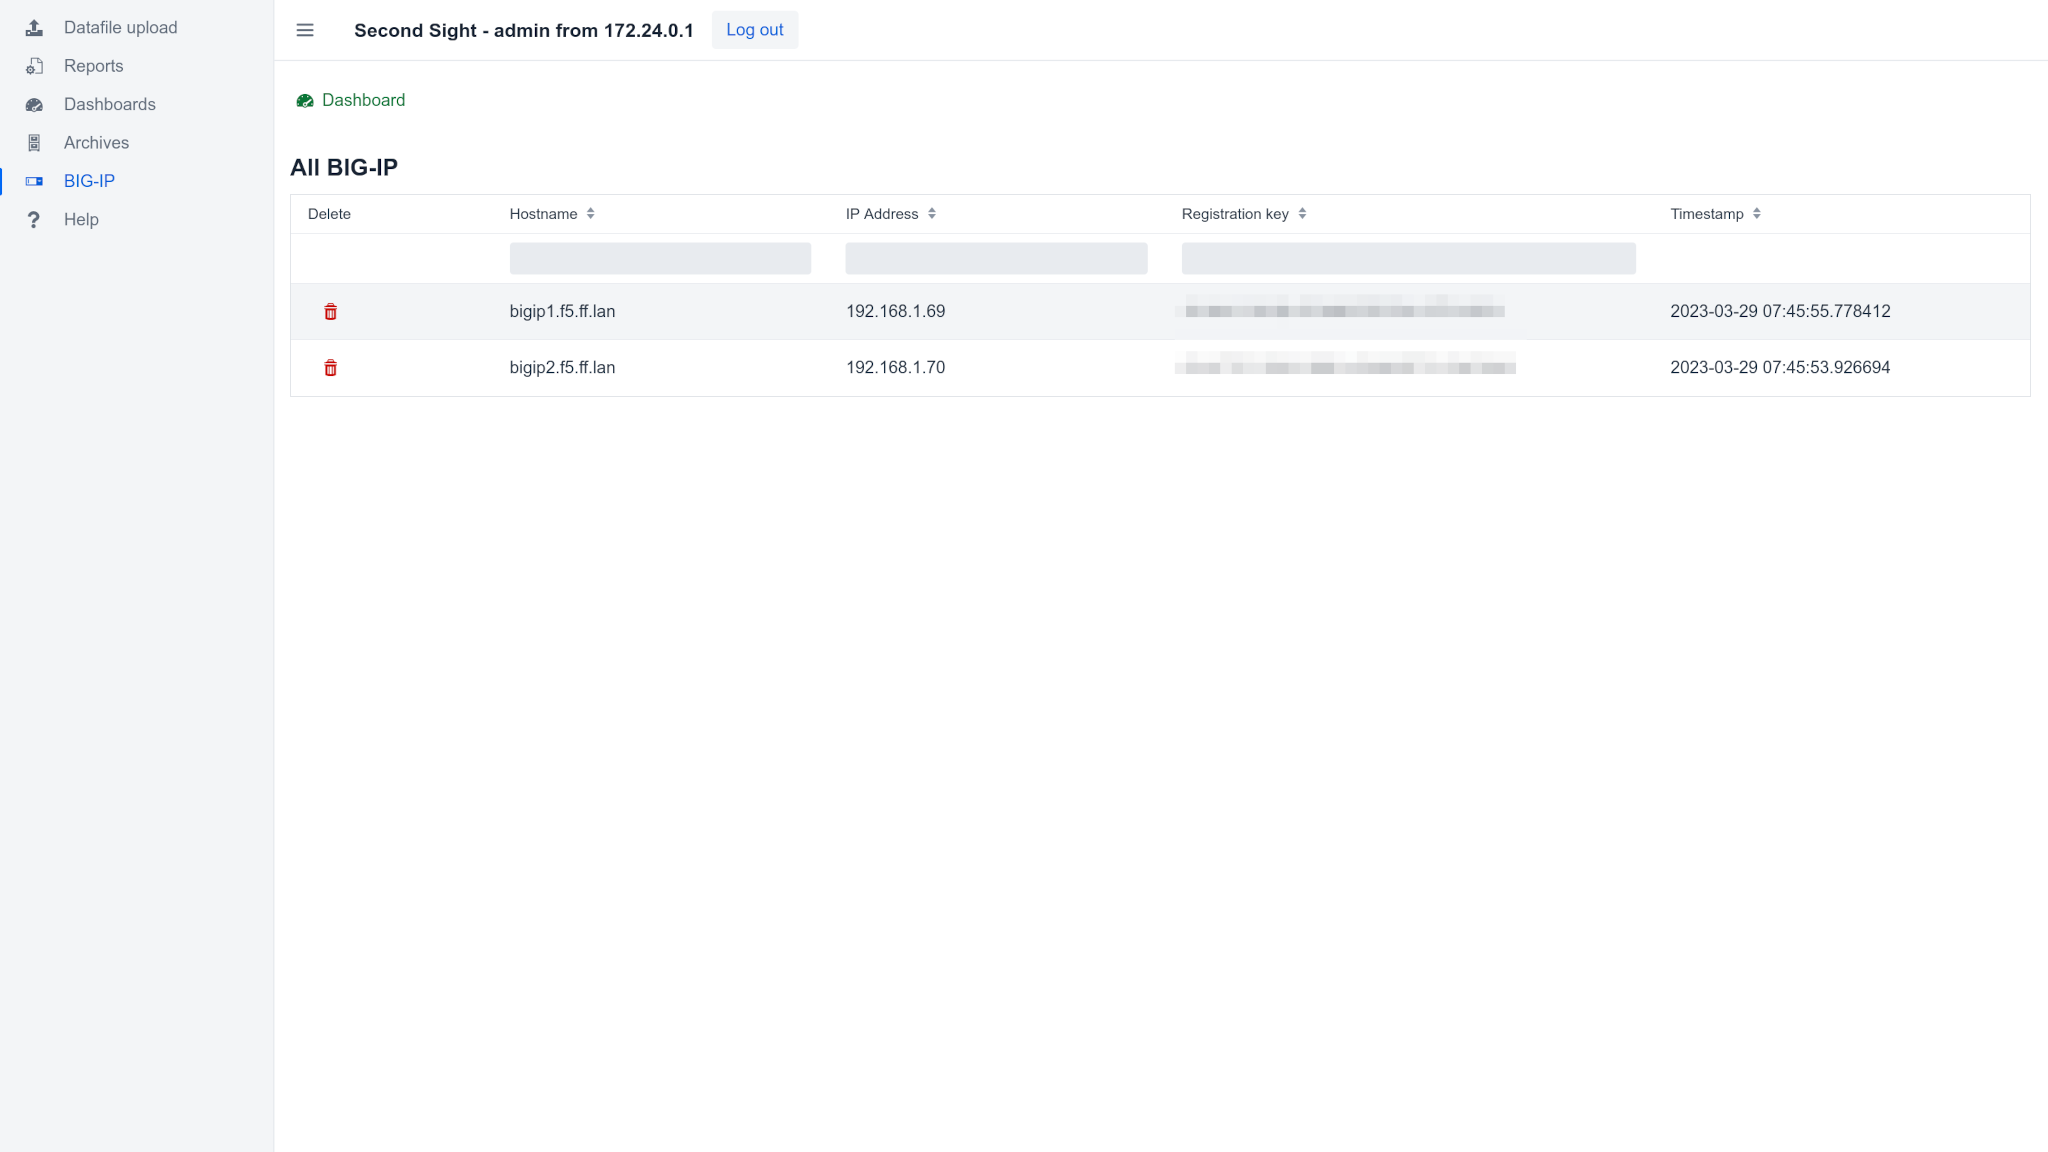 Datafile upload
Reports
Dashboards
Archives
BIG-IP
Help
Second Sight - admin from 172.24.0.1 Log out
Dashboard
All BIG-IP
Delete Hostname IP Address Registration key Timestamp
bigip1.f5.ff.lan 192.168.1.69 2023-03-29 07:45:55.778412
bigip2.f5.ff.lan 192.168.1.70 2023-03-29 07:45:53.926694